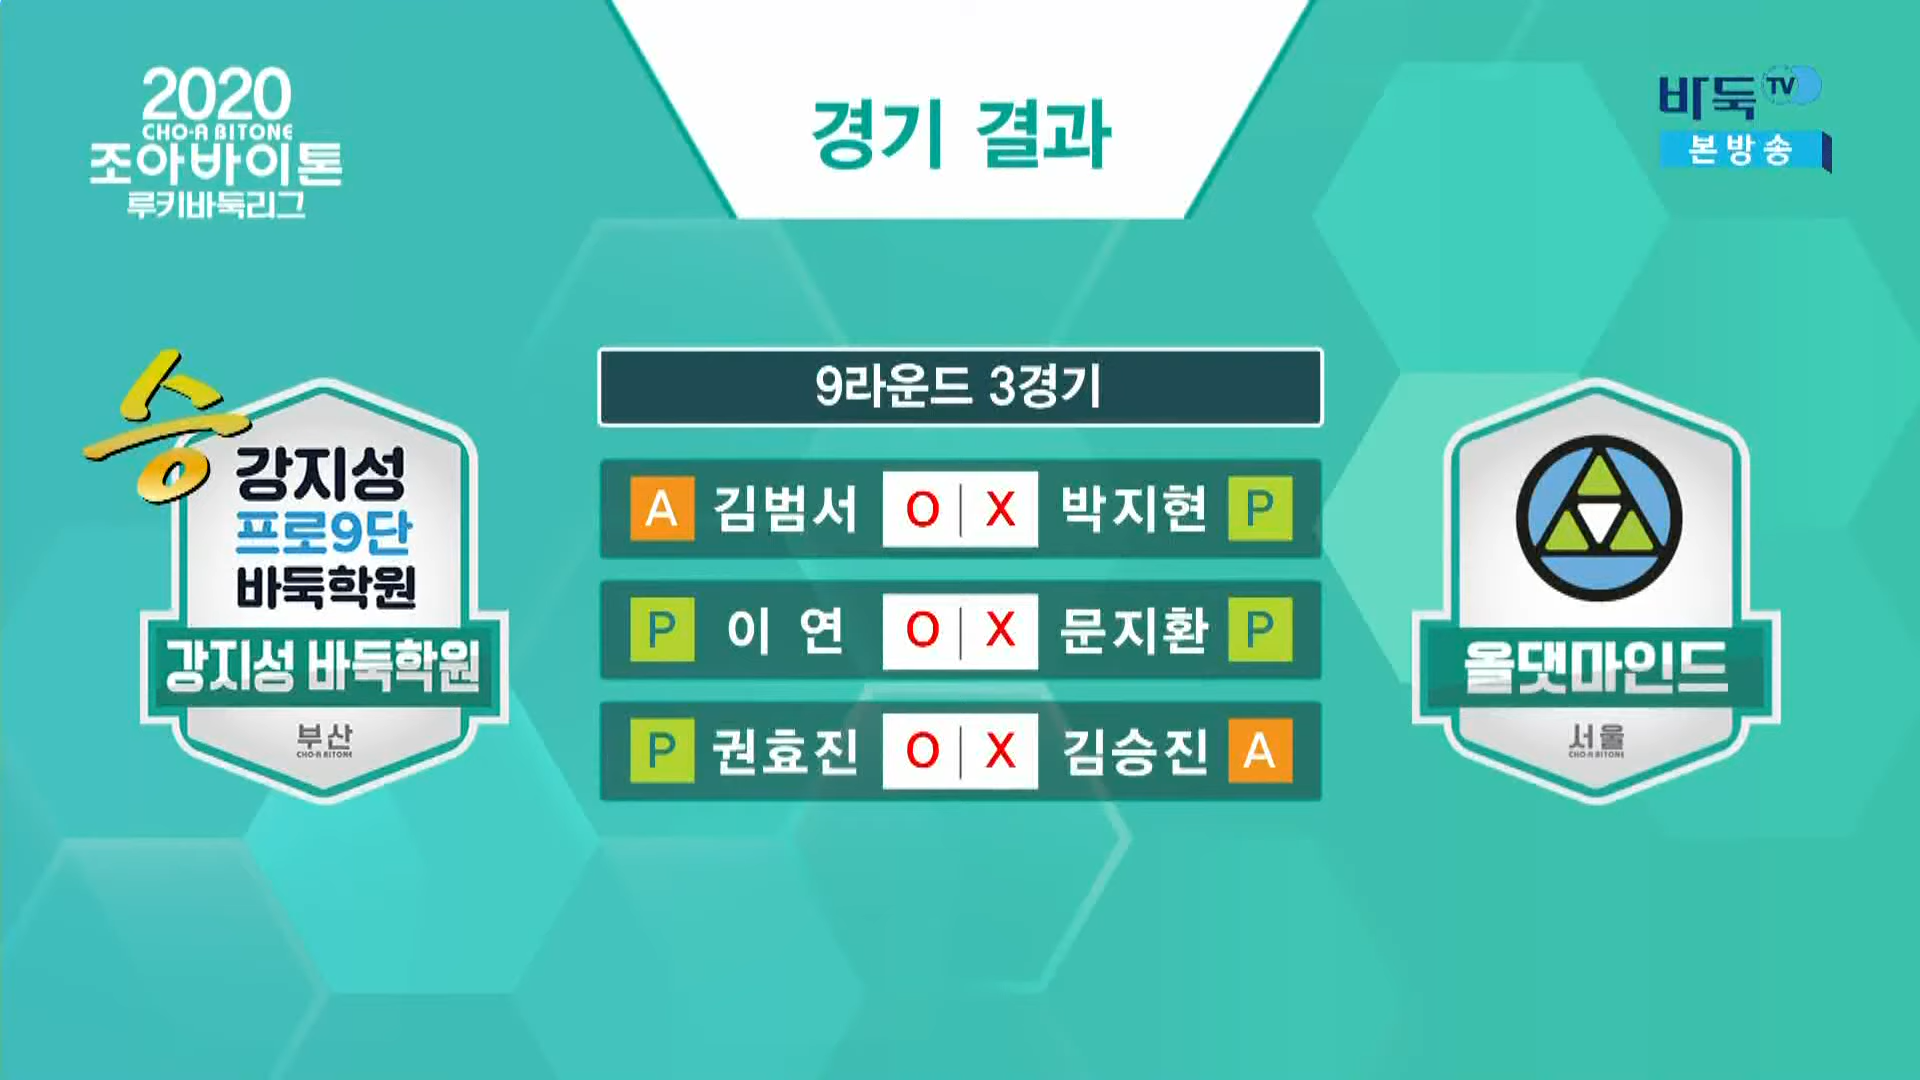 2020
CHO-A BITONE
조아바이톤
루키바둑리그
경기 결과
바둑TV
본방송
승
강지성
프로9단
바둑학원
강지성 바둑학원
부산
CHO-A BITONE
9라운드 3경기
A 김범서 O X 박지현 P
P 이 연 O X 문지환 P
P 권효진 O X 김승진 A
올댓마인드
서울
CHO-A BITONE